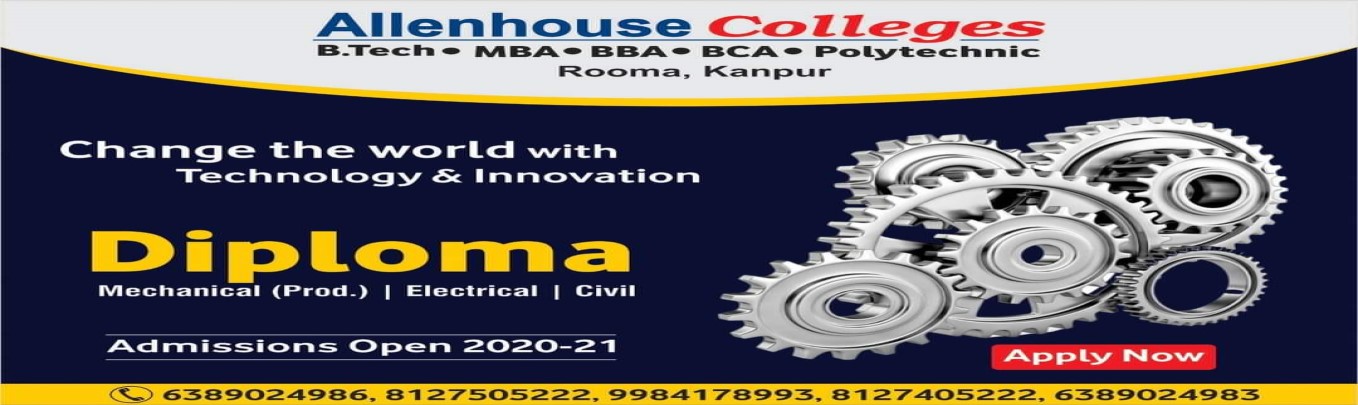 Allenhouse Colleges
B.Tech • MBA • BBA • BCA • Polytechnic
Rooma, Kanpur
Change the world with
Technology & Innovation
Diploma
Mechanical (Prod.) | Electrical | Civil
Admissions Open 2020-21
Apply Now
6389024986, 8127505222, 9984178993, 8127405222, 6389024983